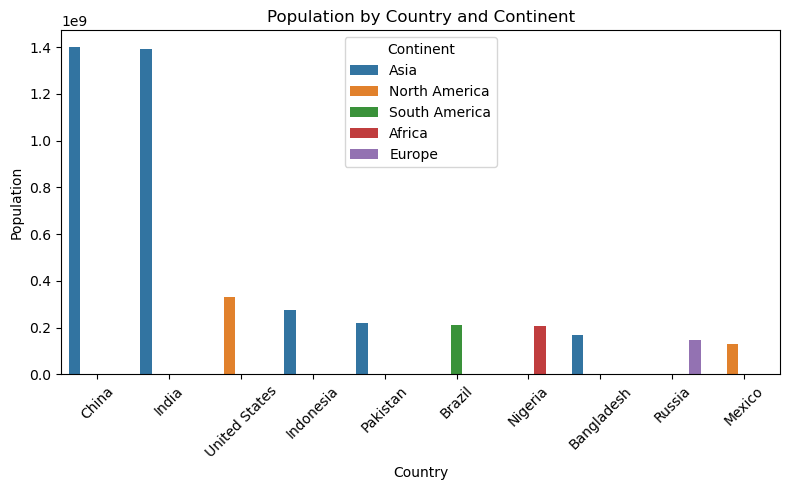 Population by Country and Continent
1e9
Continent
Asia
North America
South America
Africa
Europe
1.4
1.2
1.0
0.8
0.6
0.4
0.2
0.0
Population
China
India
United States
Indonesia
Pakistan
Brazil
Nigeria
Bangladesh
Russia
Mexico
Country